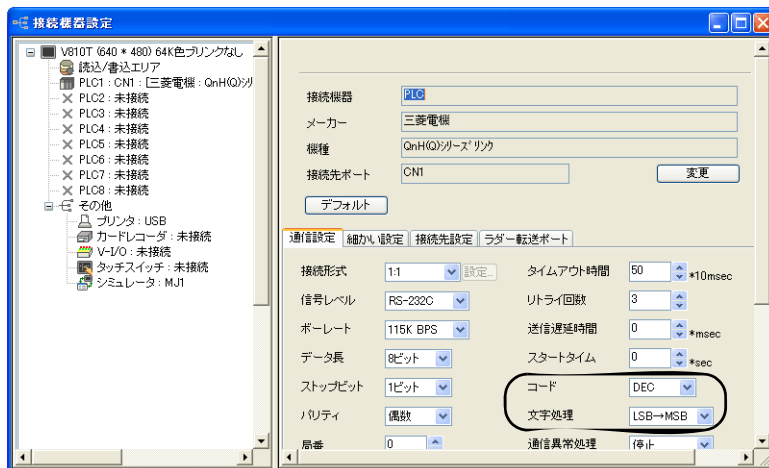 接続機器設定
V810T (640 * 480) 64K色ブリンクなし
読込/書込エリア
PLC1 : CN1 : [三菱電機 : QnH(Q)シリ
PLC2 : 未接続
PLC3 : 未接続
PLC4 : 未接続
PLC5 : 未接続
PLC6 : 未接続
PLC7 : 未接続
PLC8 : 未接続
その他
プリンタ : USB
カードレコーダ : 未接続
V-I/O : 未接続
タッチスイッチ : 未接続
シミュレータ : MJ1
接続機器 PLC
メーカー 三菱電機
機種 QnH(Q)シリーズリンク
接続先ポート CN1 変更
デフォルト
通信設定 細かい設定 接続先設定 ラダー転送ポート
接続形式 1:1 設定... タイムアウト時間 50 *10msec
信号レベル RS-232C リトライ回数 3
ボーレート 115K BPS 送信遅延時間 0 *msec
データ長 8ビット スタートタイム 0 *sec
ストップビット 1ビット コード DEC
パリティ 偶数 文字処理 LSB→MSB
局番 0 通信異常処理 停止